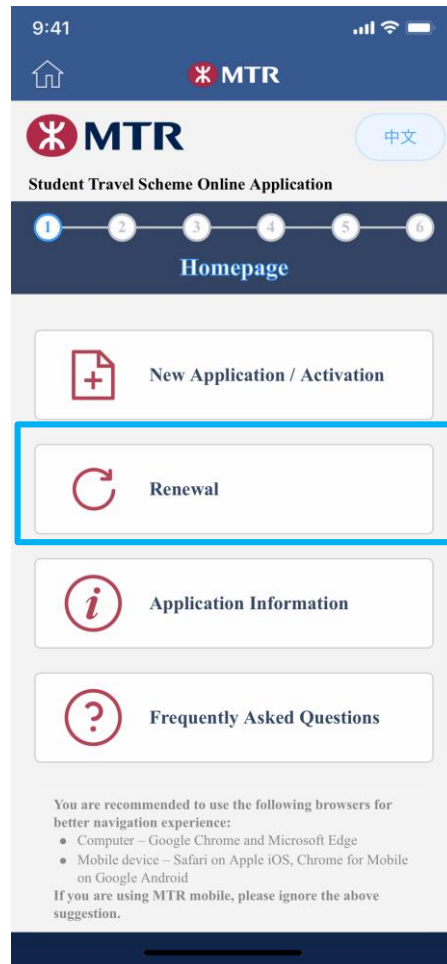 9:41
MTR
MTR
中文
Student Travel Scheme Online Application
1 2 3 4 5 6
Homepage
New Application / Activation
Renewal
i Application Information
? Frequently Asked Questions
You are recommended to use the following browsers for
better navigation experience:
● Computer – Google Chrome and Microsoft Edge
● Mobile device – Safari on Apple iOS, Chrome for Mobile
on Google Android
If you are using MTR mobile, please ignore the above
suggestion.